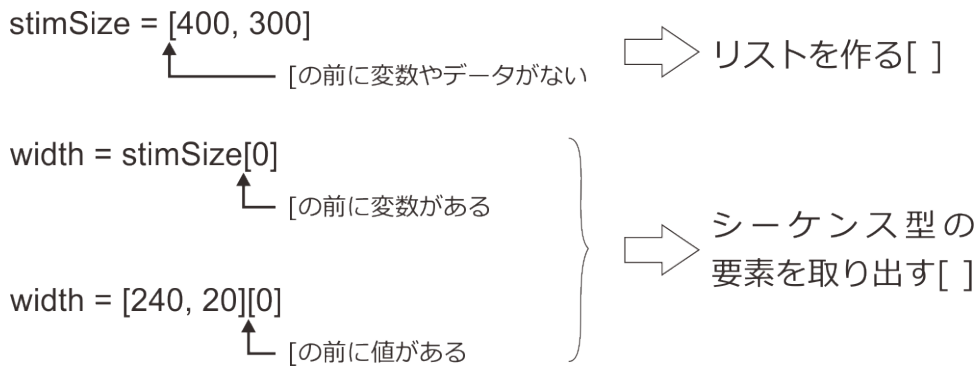 stimSize = [400, 300]
[の前に変数やデータがない
リストを作る[ ]
width = stimSize[0]
[の前に変数がある
width = [240, 20][0]
[の前に値がある
シーケンス型の
要素を取り出す[ ]